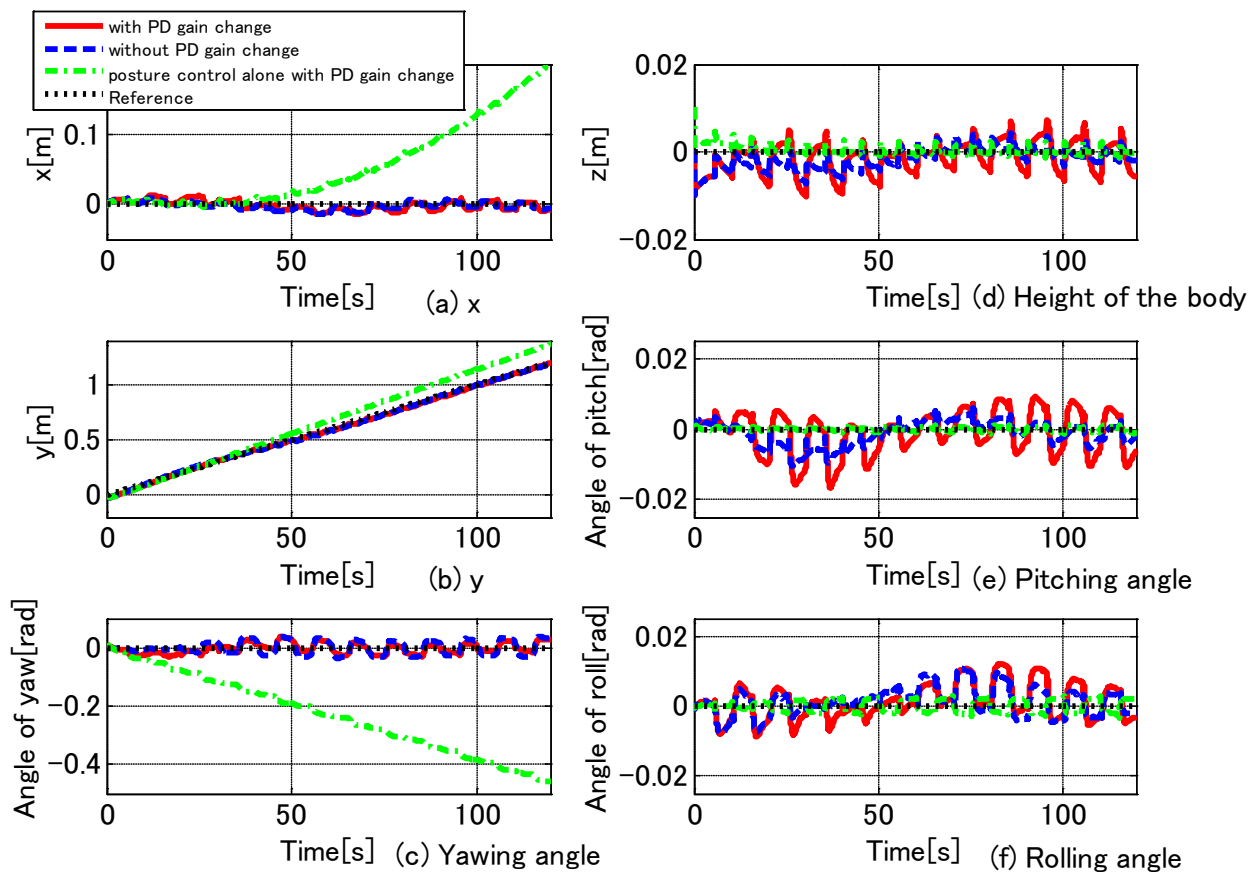 with PD gain change
without PD gain change
posture control alone with PD gain change
Reference
0.1
0
x[m]
0
50
100
Time[s]
(a) x
0.02
0
−0.02
z[m]
0
50
100
Time[s]
(d) Height of the body
1
0.5
0
y[m]
0
50
100
Time[s]
(b) y
0.02
0
−0.02
Angle of pitch[rad]
0
50
100
Time[s]
(e) Pitching angle
0
−0.2
−0.4
Angle of yaw[rad]
0
50
100
Time[s]
(c) Yawing angle
0.02
0
−0.02
Angle of roll[rad]
0
50
100
Time[s]
(f) Rolling angle